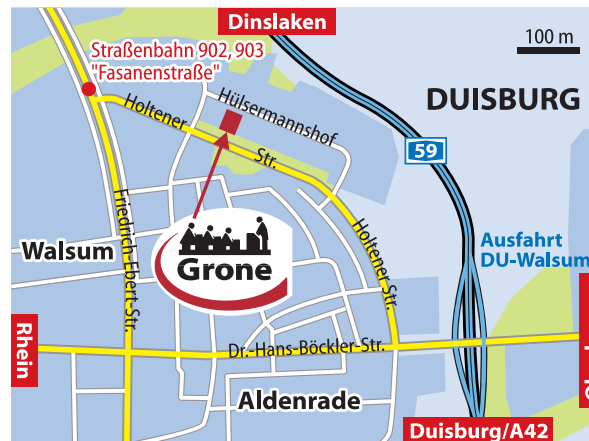 Dinslaken
100 m
Straßenbahn 902, 903
"Fasanenstraße"
DUISBURG
Holtener
Str.
Hülsermannshof
59
Friedrich-Ebert-Str.
Walsum
Grone
Holtener Str.
Ausfahrt
DU-Walsum
Rhein
Dr.-Hans-Böckler-Str.
Aldenrade
Duisburg/A42